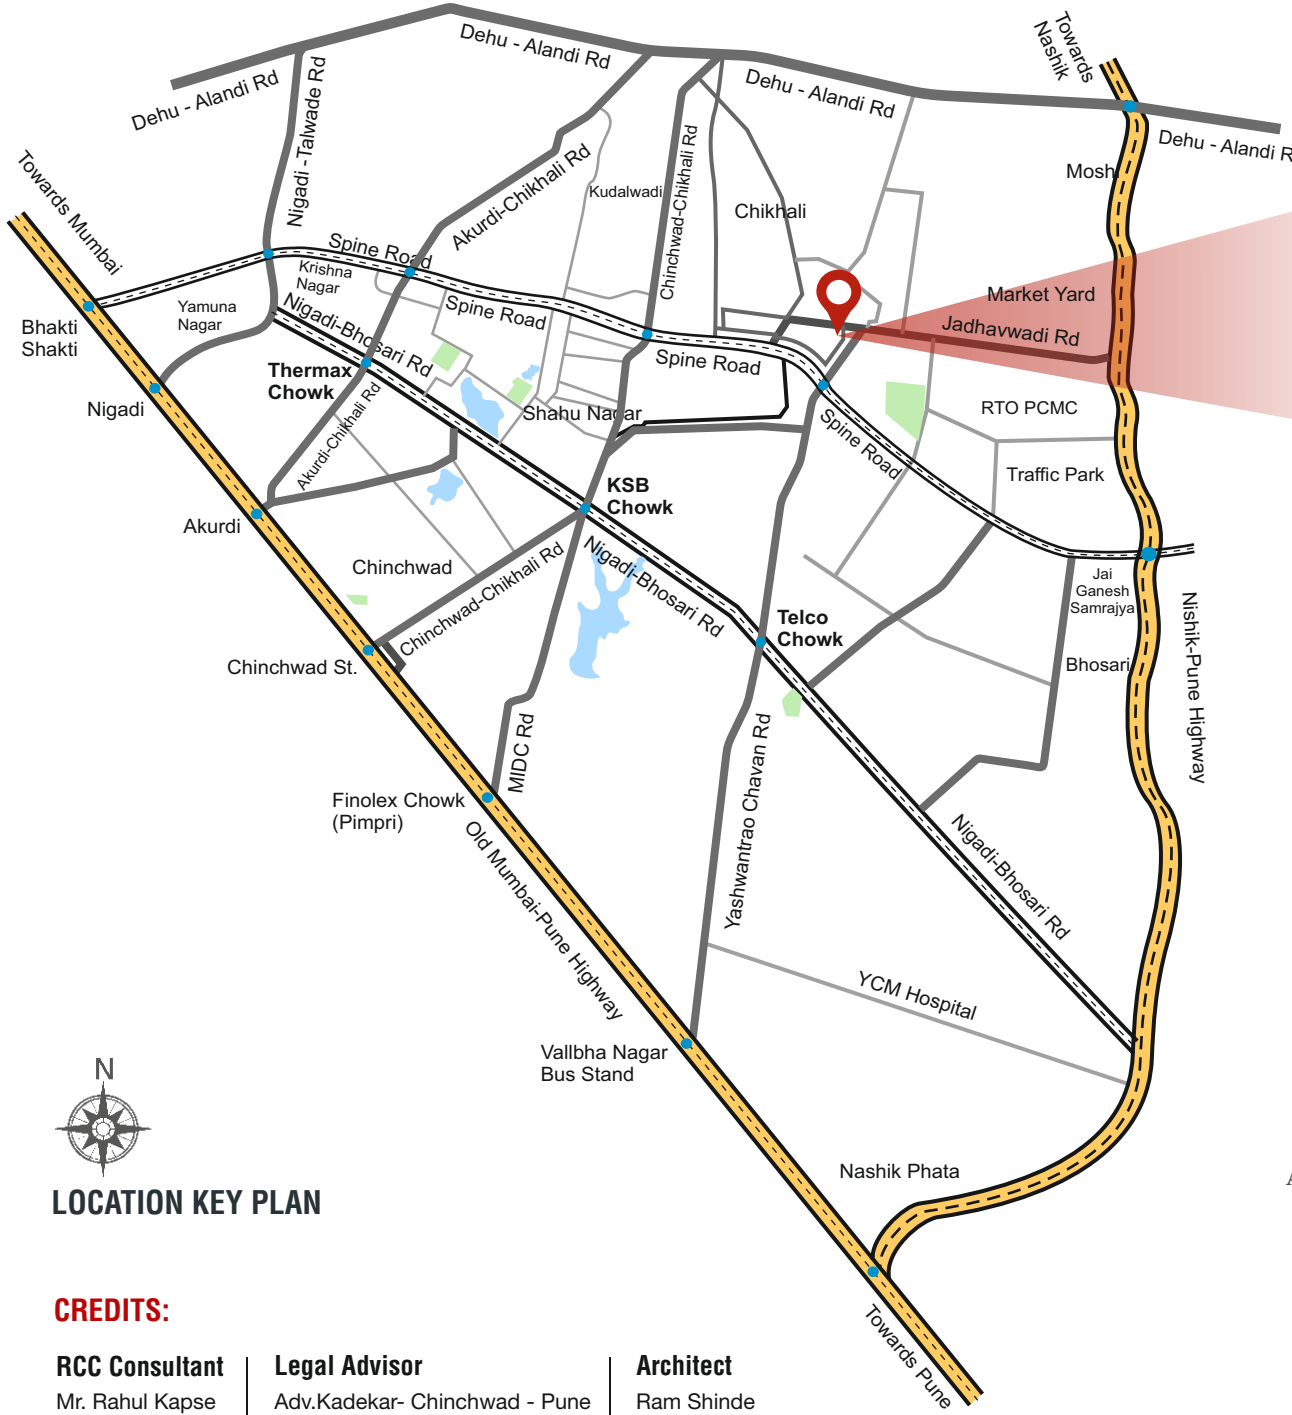 Towards
Nashik
Dehu - Alandi Rd
Dehu - Alandi Rd
Dehu - Alandi Rd
Dehu - Alandi R
Nigadi -Talwade Rd
Akurdi-Chikhali Rd
Chinchwad-Chikhali Rd
Moshi
Towards Mumbai
Kudalwadi
Chikhali
Spine Road
Krishna
Nagar
Yamuna
Nagar
Spine Road
Market Yard
Jadhavwadi Rd
Bhakti
Shakti
Nigadi-Bhosari Rd
Spine Road
Thermax
Chowk
Nigadi
Shahu Nagar
RTO PCMC
Akurdi-Chikhali Rd
Spine Road
Traffic Park
KSB
Chowk
Akurdi
Chinchwad
Chinchwad-Chikhali Rd
Nigadi-Bhosari Rd
Jai
Ganesh
Samrajya
Telco
Chowk
Bhosari
Nishik-Pune Highway
Chinchwad St.
MIDC Rd
Yashwantrao Chavan Rd
Finolex Chowk
(Pimpri)
Old Mumbai-Pune Highway
Nigadi-Bhosari Rd
YCM Hospital
Vallbha Nagar
Bus Stand
N
Nashik Phata
LOCATION KEY PLAN
Towards Pune
CREDITS:
RCC Consultant
Mr. Rahul Kapse
Legal Advisor
Adv.Kadekar- Chinchwad - Pune
Architect
Ram Shinde